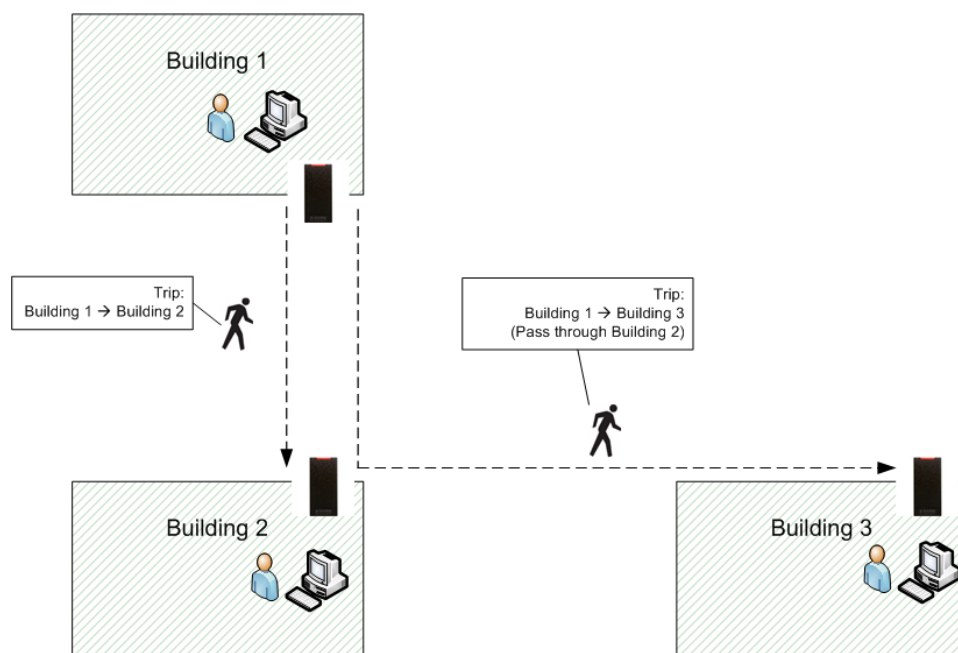 Building 1
Trip:
Building 1 → Building 2
Trip:
Building 1 → Building 3
(Pass through Building 2)
Building 2
Building 3